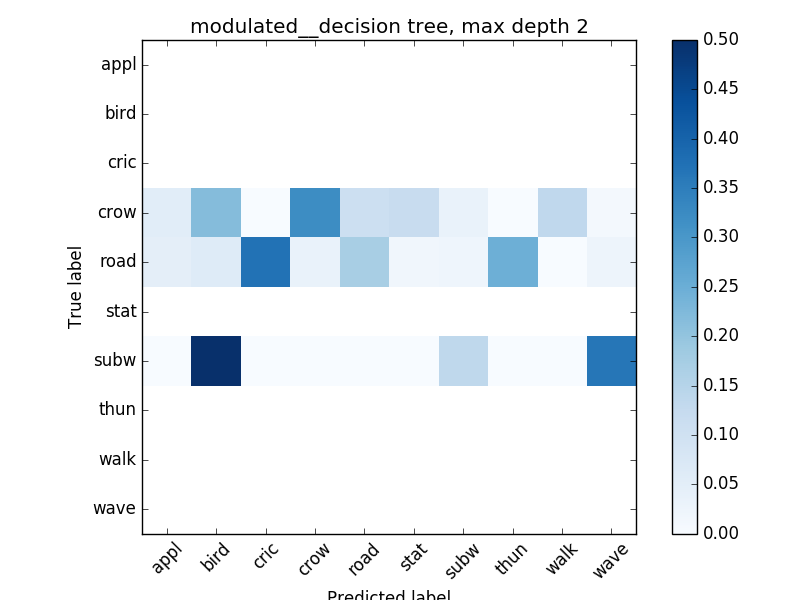 modulated__decision tree, max depth 2
True label
appl
bird
cric
crow
road
stat
subw
thun
walk
wave
appl bird cric crow road stat subw thun walk wave
Predicted label
0.50
0.45
0.40
0.35
0.30
0.25
0.20
0.15
0.10
0.05
0.00